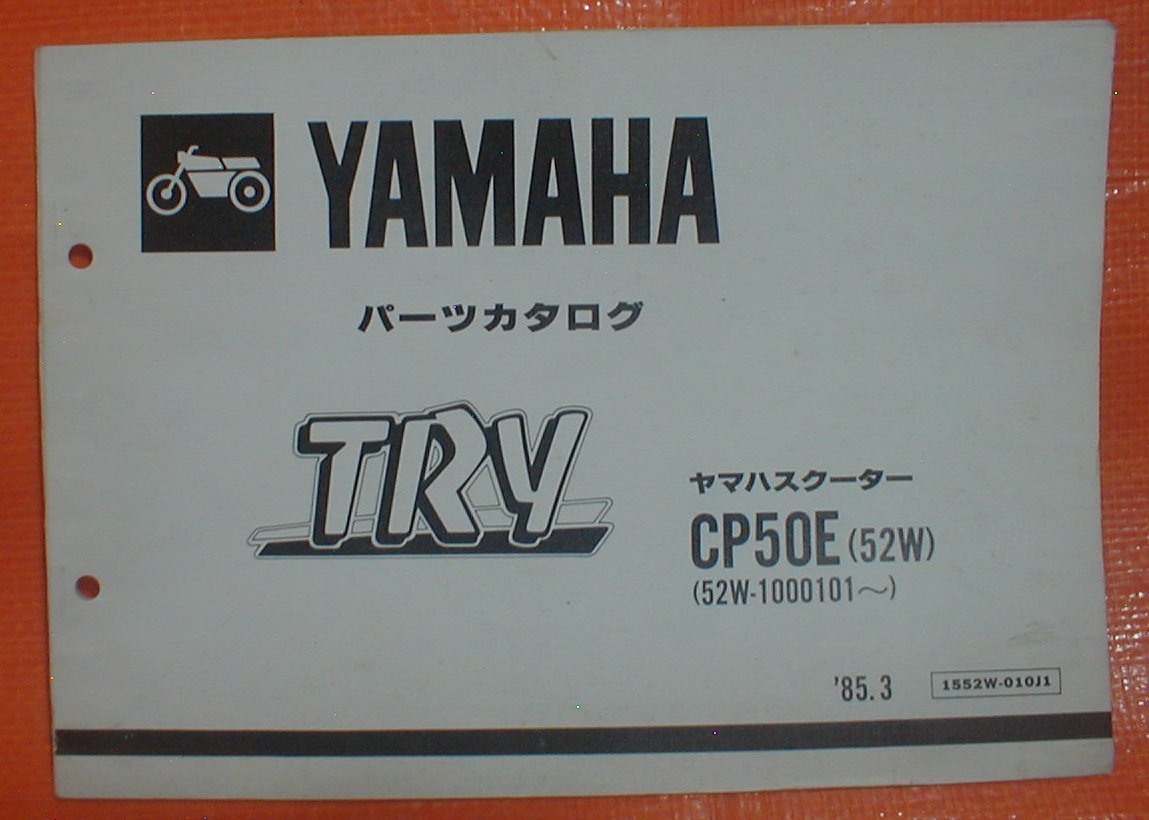 YAMAHA
パーツカタログ
TRY
ヤマハスクーター
CP50E (52W)
(52W-1000101～)
'85.3
1552W-010J1